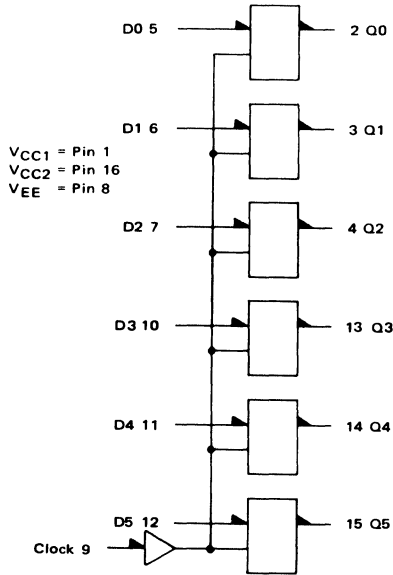 D0 5
2 Q0
D1 6
3 Q1
VCC1 = Pin 1
VCC2 = Pin 16
VEE = Pin 8
D2 7
4 Q2
D3 10
13 Q3
D4 11
14 Q4
D5 12
15 Q5
Clock 9